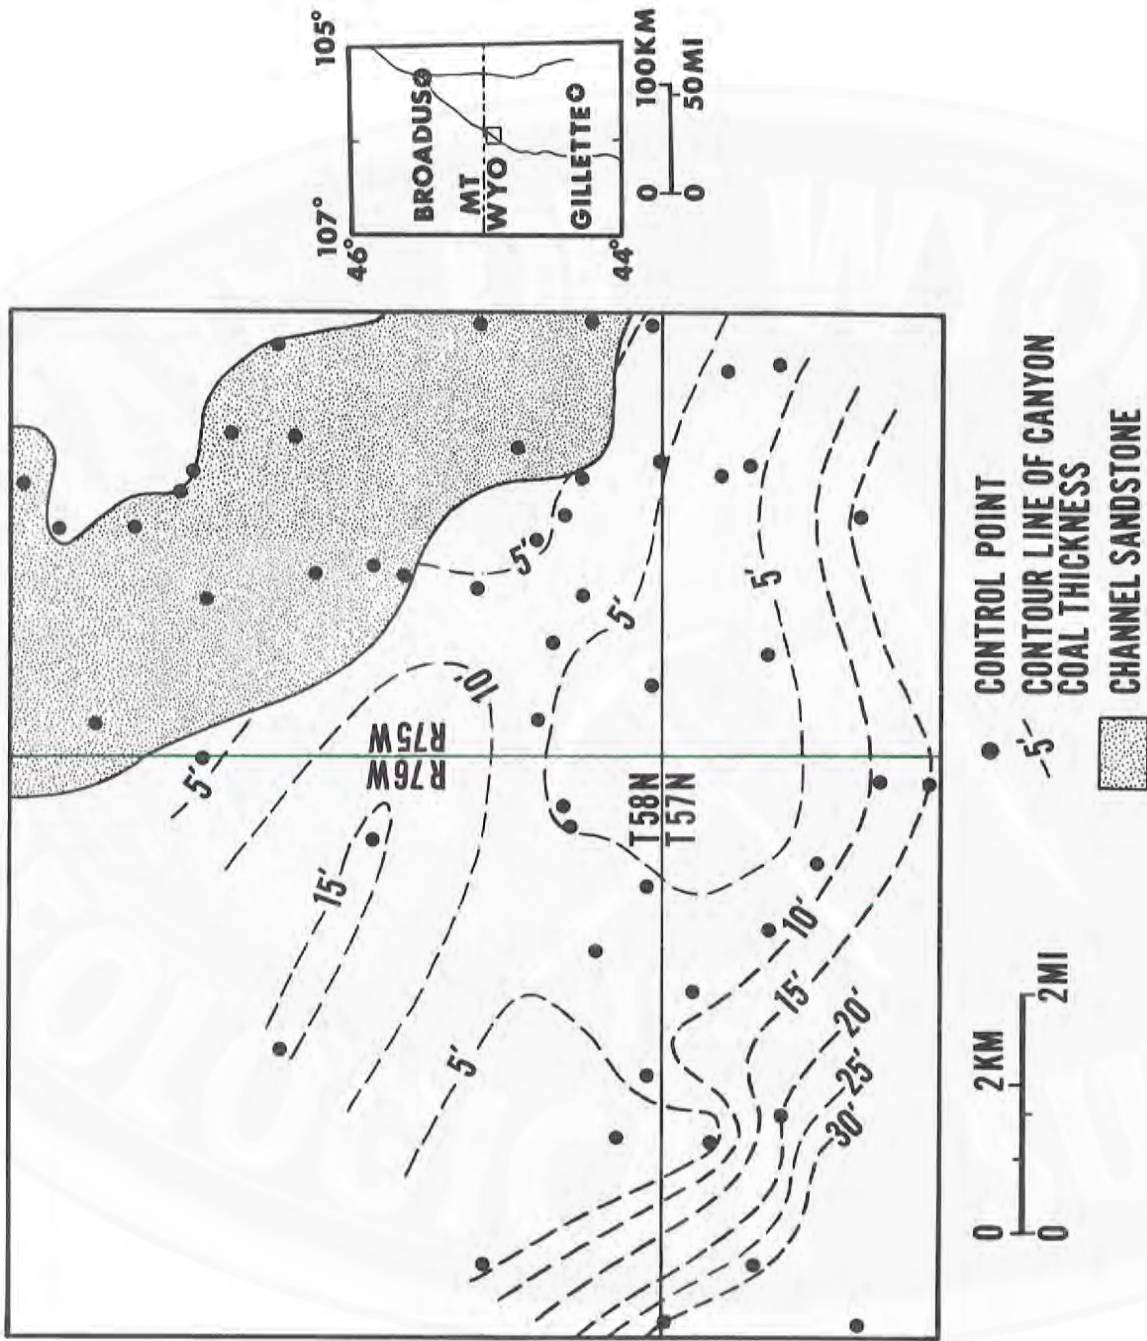 105°
107°
46°
44°
BROADUS
MT
WYO
GILLETTE
0 100KM
0 50MI
R75W
R76W
T58N
T57N
5'
10'
15'
5'
5'
5'
5'
5'
10'
15'
20'
25'
30'
0 2KM
0 2MI
CONTROL POINT
-5'- CONTOUR LINE OF CANYON
COAL THICKNESS
CHANNEL SANDSTONE